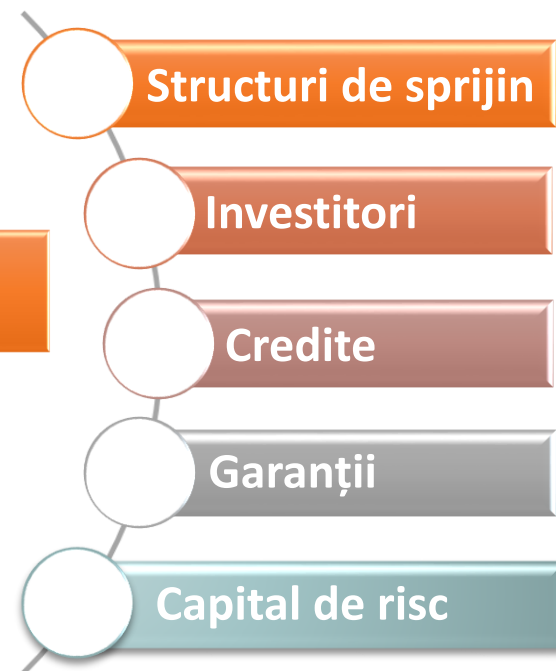 Structuri de sprijin
Investitori
Credite
Garanții
Capital de risc